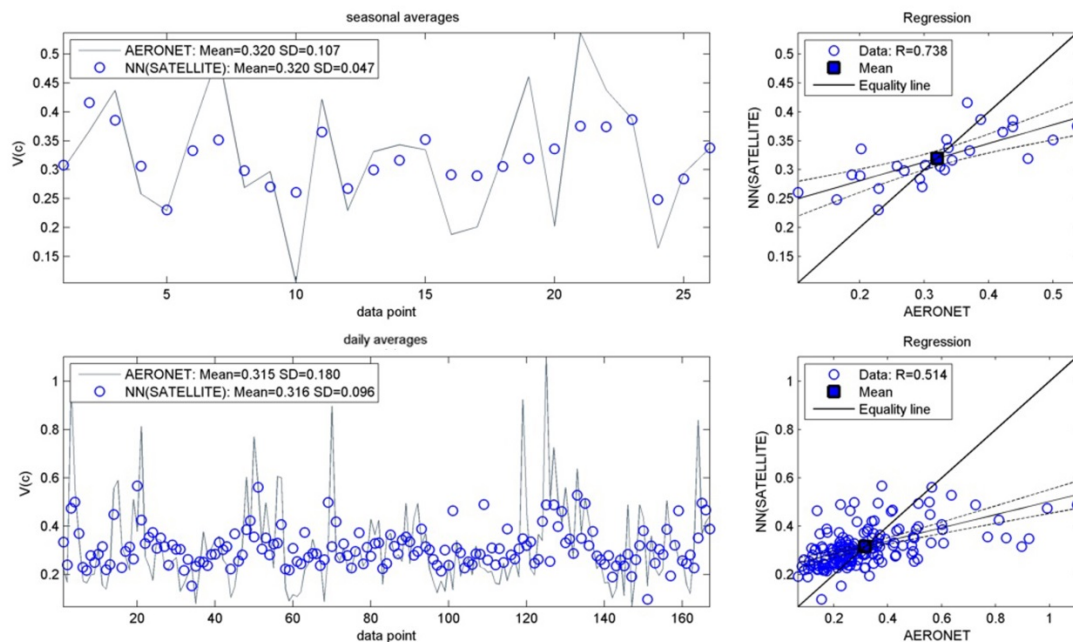 seasonal averages
AERONET: Mean=0.320 SD=0.107
NN(SATELLITE): Mean=0.320 SD=0.047
V(c)
0.5
0.45
0.4
0.35
0.3
0.25
0.2
0.15
5 10 15 20 25
data point
Regression
Data: R=0.738
Mean
Equality line
NN(SATELLITE)
0.5
0.45
0.4
0.35
0.3
0.25
0.2
0.15
0.2 0.3 0.4 0.5
AERONET
daily averages
AERONET: Mean=0.315 SD=0.180
NN(SATELLITE): Mean=0.316 SD=0.096
V(c)
1
0.8
0.6
0.4
0.2
20 40 60 80 100 120 140 160
data point
Regression
Data: R=0.514
Mean
Equality line
NN(SATELLITE)
1
0.8
0.6
0.4
0.2
0.2 0.4 0.6 0.8 1
AERONET